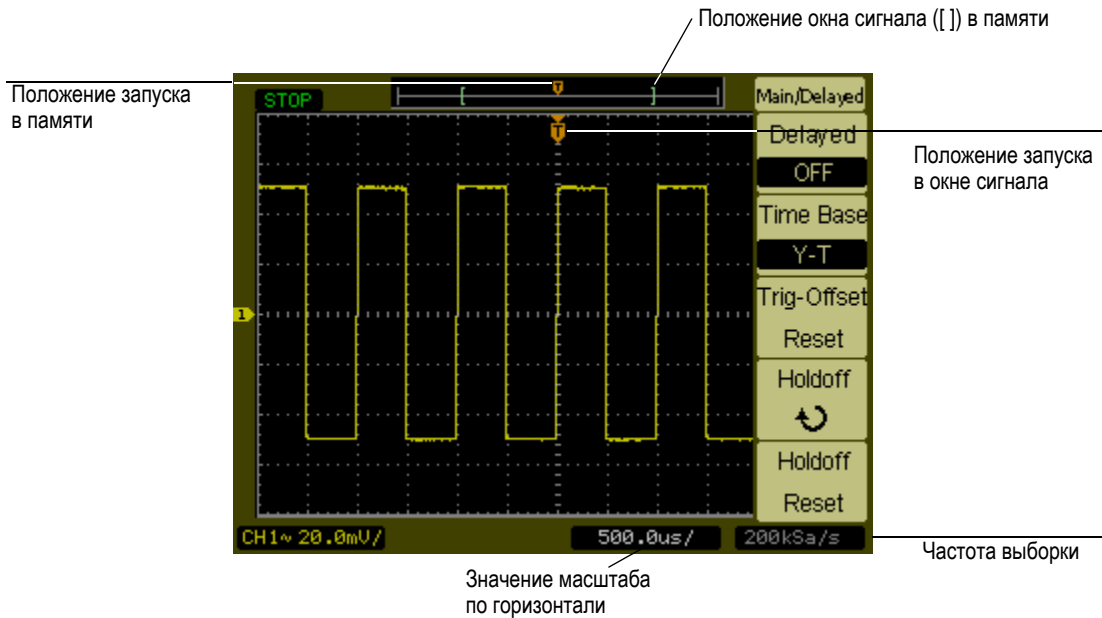 Положение окна сигнала ([ ]) в памяти
Положение запуска
в памяти
STOP
T
[
]
Main/Delayed
T
Delayed
OFF
Положение запуска
в окне сигнала
Time Base
Y-T
Trig-Offset
Reset
1
Holdoff
Holdoff
Reset
CH1~ 20.0mV/
500.0us/
200kSa/s
Частота выборки
Значение масштаба
по горизонтали